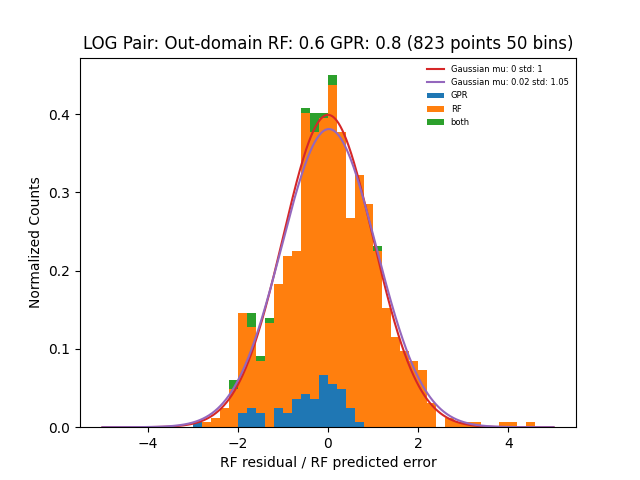 LOG Pair: Out-domain RF: 0.6 GPR: 0.8 (823 points 50 bins)
Gaussian mu: 0 std: 1
Gaussian mu: 0.02 std: 1.05
GPR
RF
both
Normalized Counts
0.4
0.3
0.2
0.1
0.0
−4 −2 0 2 4
RF residual / RF predicted error